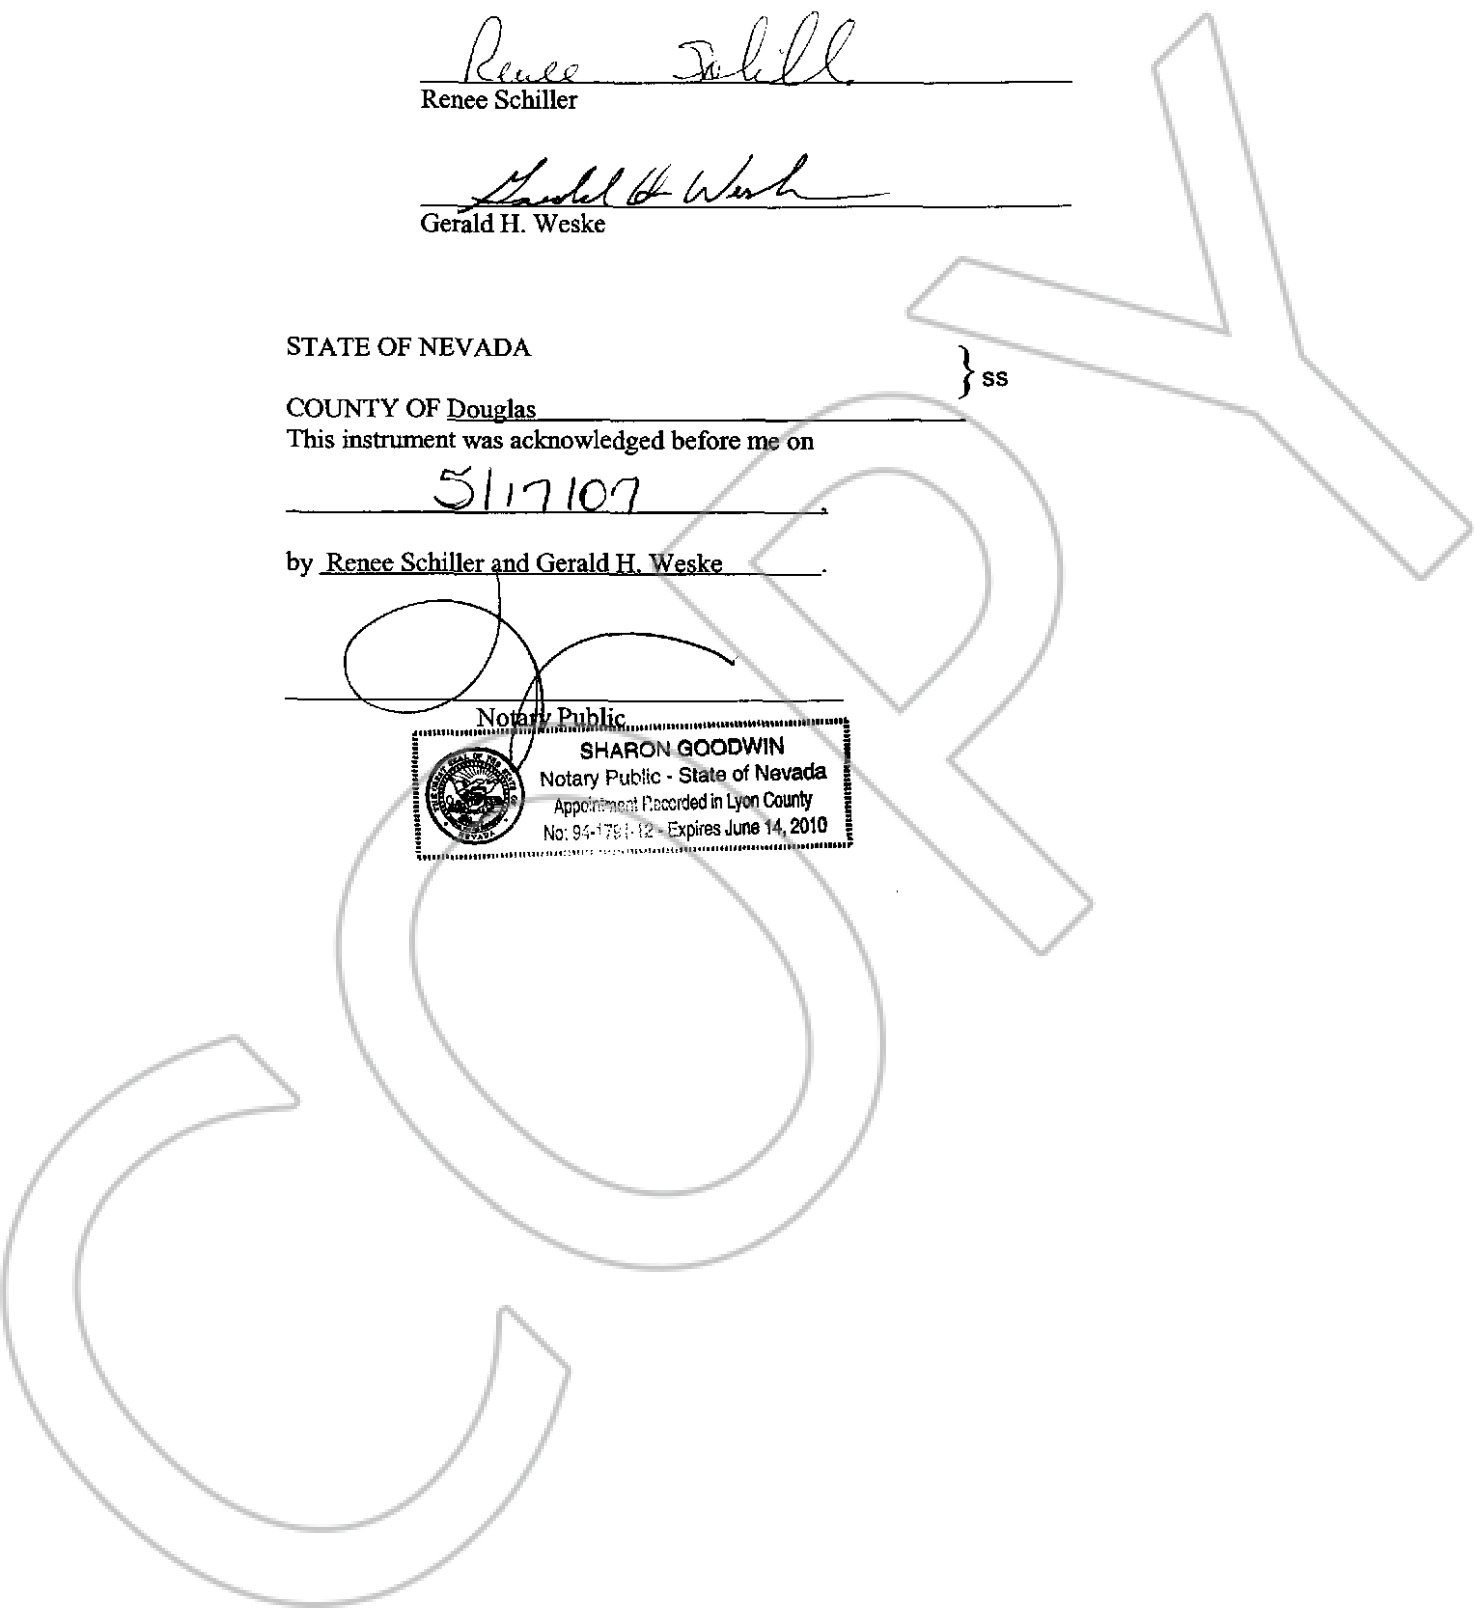 Renee Schiller
Gerald H. Weske
STATE OF NEVADA
} ss
COUNTY OF Douglas
This instrument was acknowledged before me on
5/17/07,
by Renee Schiller and Gerald H. Weske.
Notary Public
SHARON GOODWIN
Notary Public - State of Nevada
Appointment Recorded in Lyon County
No: - Expires June 14, 2010
COPY